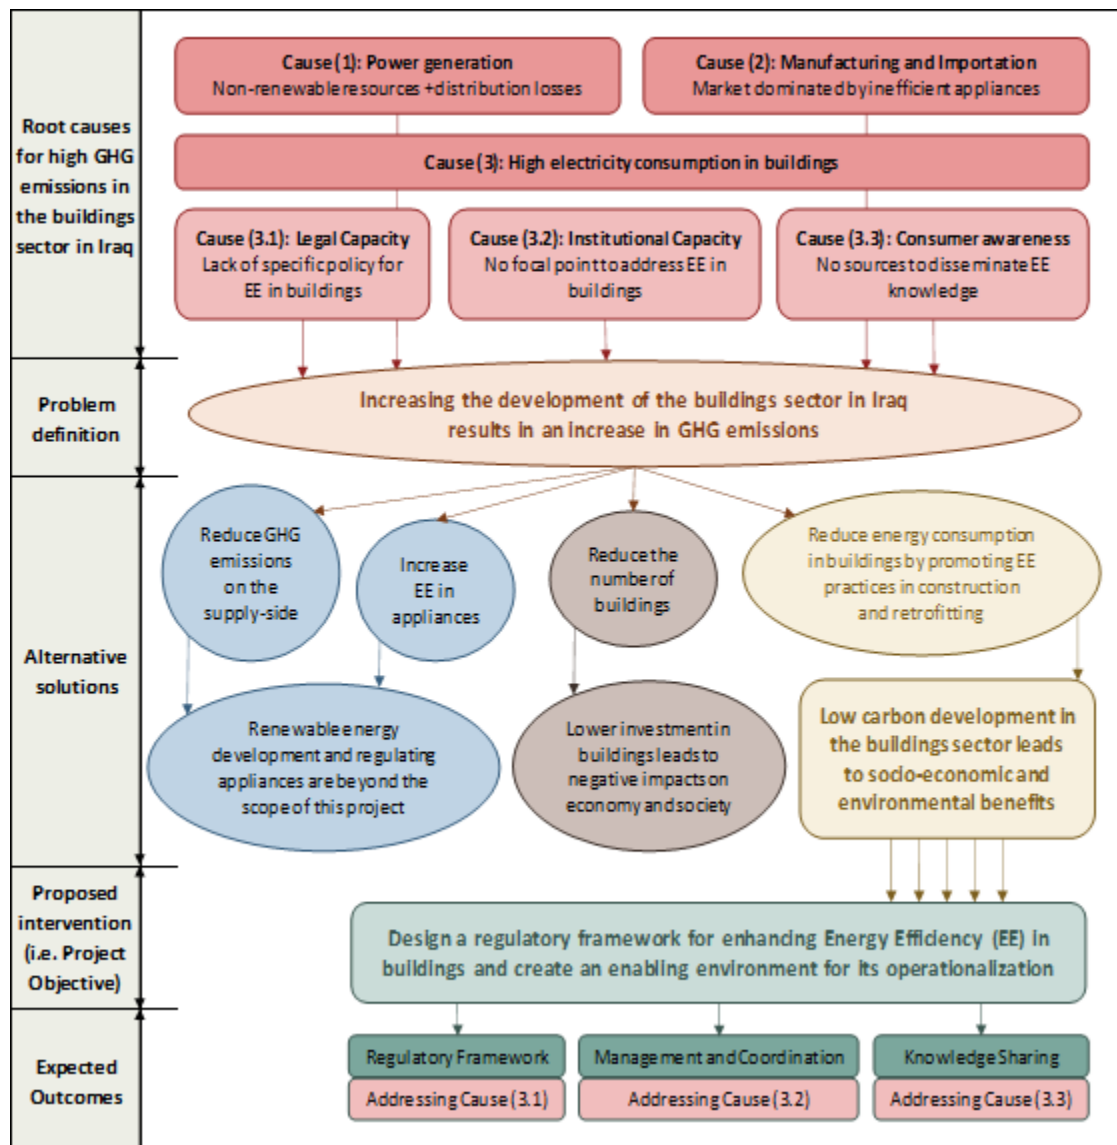 Root causes
for high GHG
emissions in
the buildings
sector in Iraq
Cause (1): Power generation
Non-renewable resources + distribution losses
Cause (2): Manufacturing and Importation
Market dominated by inefficient appliances
Cause (3): High electricity consumption in buildings
Cause (3.1): Legal Capacity
Lack of specific policy for
EE in buildings
Cause (3.2): Institutional Capacity
No focal point to address EE in
buildings
Cause (3.3): Consumer awareness
No sources to disseminate EE
knowledge
Problem
definition
Increasing the development of the buildings sector in Iraq
results in an increase in GHG emissions
Alternative
solutions
Reduce GHG
emissions
on the
supply-side
Increase
EE in
appliances
Reduce the
number of
buildings
Reduce energy consumption
in buildings by promoting EE
practices in construction
and retrofitting
Renewable energy
development and regulating
appliances are beyond the
scope of this project
Lower investment in
buildings leads to
negative impacts on
economy and society
Low carbon development in
the buildings sector leads
to socio-economic and
environmental benefits
Proposed
intervention
(i.e. Project
Objective)
Design a regulatory framework for enhancing Energy Efficiency (EE) in
buildings and create an enabling environment for its operationalization
Expected
Outcomes
Regulatory Framework
Addressing Cause (3.1)
Management and Coordination
Addressing Cause (3.2)
Knowledge Sharing
Addressing Cause (3.3)